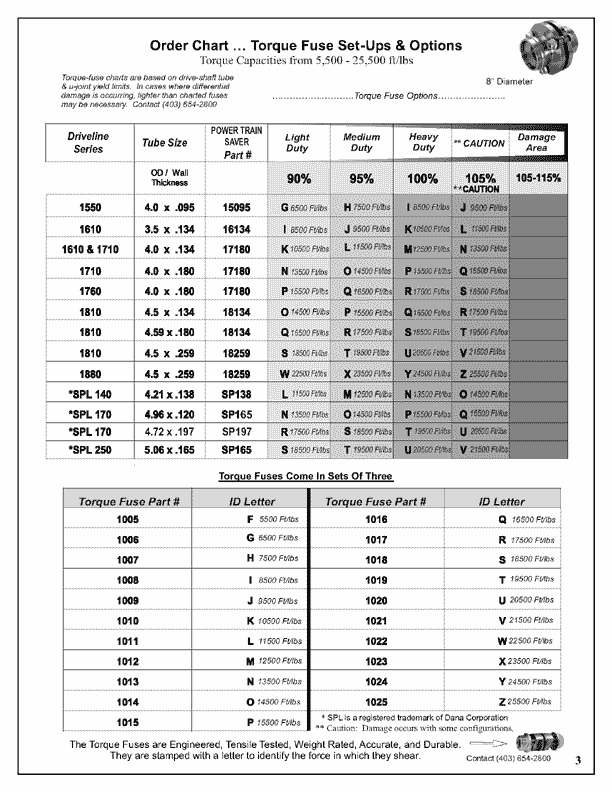 Order Chart ... Torque Fuse Set-Ups & Options
Torque Capacities from 5,500 - 25,500 ft/lbs
Torque-fuse charts are based on drive-shaft tube
& u-joint yield limits. In cases where differential
damage is occurring, lighter than charted fuses
may be necessary. Contact (403) 654-2600
8" Diameter
Torque Fuse Options
Driveline Series Tube Size POWER TRAIN SAVER Part # Light Duty Medium Duty Heavy Duty ** CAUTION Damage Area
OD / Wall Thickness 90% 95% 100% 105% **CAUTION 105-115%
1550 4.0 x .095 15095 G 6500 Ft/lbs H 7500 Ft/lbs I 8500 Ft/lbs J 9500 Ft/lbs
1610 3.5 x .134 16134 I 8500 Ft/lbs J 9500 Ft/lbs K 10500 Ft/lbs L 11500 Ft/lbs
1610 & 1710 4.0 x .134 17180 K 10500 Ft/lbs L 11500 Ft/lbs M 12500 Ft/lbs N 13500 Ft/lbs
1710 4.0 x .180 17180 N 13500 Ft/lbs O 14500 Ft/lbs P 15500 Ft/lbs Q 16500 Ft/lbs
1760 4.0 x .180 17180 P 15500 Ft/lbs Q 16500 Ft/lbs R 17500 Ft/lbs S 18500 Ft/lbs
1810 4.5 x .134 18134 O 14500 Ft/lbs P 15500 Ft/lbs Q 16500 Ft/lbs R 17500 Ft/lbs
1810 4.59 x .180 18134 Q 16500 Ft/lbs R 17500 Ft/lbs S 18500 Ft/lbs T 19500 Ft/lbs
1810 4.5 x .259 18259 S 18500 Ft/lbs T 19500 Ft/lbs U 20500 Ft/lbs V 21500 Ft/lbs
1880 4.5 x .259 18259 W 22500 Ft/lbs X 23500 Ft/lbs Y 24500 Ft/lbs Z 25500 Ft/lbs
*SPL 140 4.21 x .138 SP138 L 11500 Ft/lbs M 12500 Ft/lbs N 13500 Ft/lbs O 14500 Ft/lbs
*SPL 170 4.96 x .120 SP165 N 13500 Ft/lbs O 14500 Ft/lbs P 15500 Ft/lbs Q 16500 Ft/lbs
*SPL 170 4.72 x .197 SP197 R 17500 Ft/lbs S 18500 Ft/lbs T 19500 Ft/lbs U 20500 Ft/lbs
*SPL 250 5.06 x .165 SP165 S 18500 Ft/lbs T 19500 Ft/lbs U 20500 Ft/lbs V 21500 Ft/lbs
Torque Fuses Come In Sets Of Three
Torque Fuse Part # ID Letter Torque Fuse Part # ID Letter
1005 F 5500 Ft/lbs 1016 Q 16500 Ft/lbs
1006 G 6500 Ft/lbs 1017 R 17500 Ft/lbs
1007 H 7500 Ft/lbs 1018 S 18500 Ft/lbs
1008 I 8500 Ft/lbs 1019 T 19500 Ft/lbs
1009 J 9500 Ft/lbs 1020 U 20500 Ft/lbs
1010 K 10500 Ft/lbs 1021 V 21500 Ft/lbs
1011 L 11500 Ft/lbs 1022 W 22500 Ft/lbs
1012 M 12500 Ft/lbs 1023 X 23500 Ft/lbs
1013 N 13500 Ft/lbs 1024 Y 24500 Ft/lbs
1014 O 14500 Ft/lbs 1025 Z 25500 Ft/lbs
1015 P 15500 Ft/lbs
* SPL is a registered trademark of Dana Corporation
** Caution: Damage occurs with some configurations,
The Torque Fuses are Engineered, Tensile Tested, Weight Rated, Accurate, and Durable.
They are stamped with a letter to identify the force in which they shear.
Contact (403) 654-2600
3